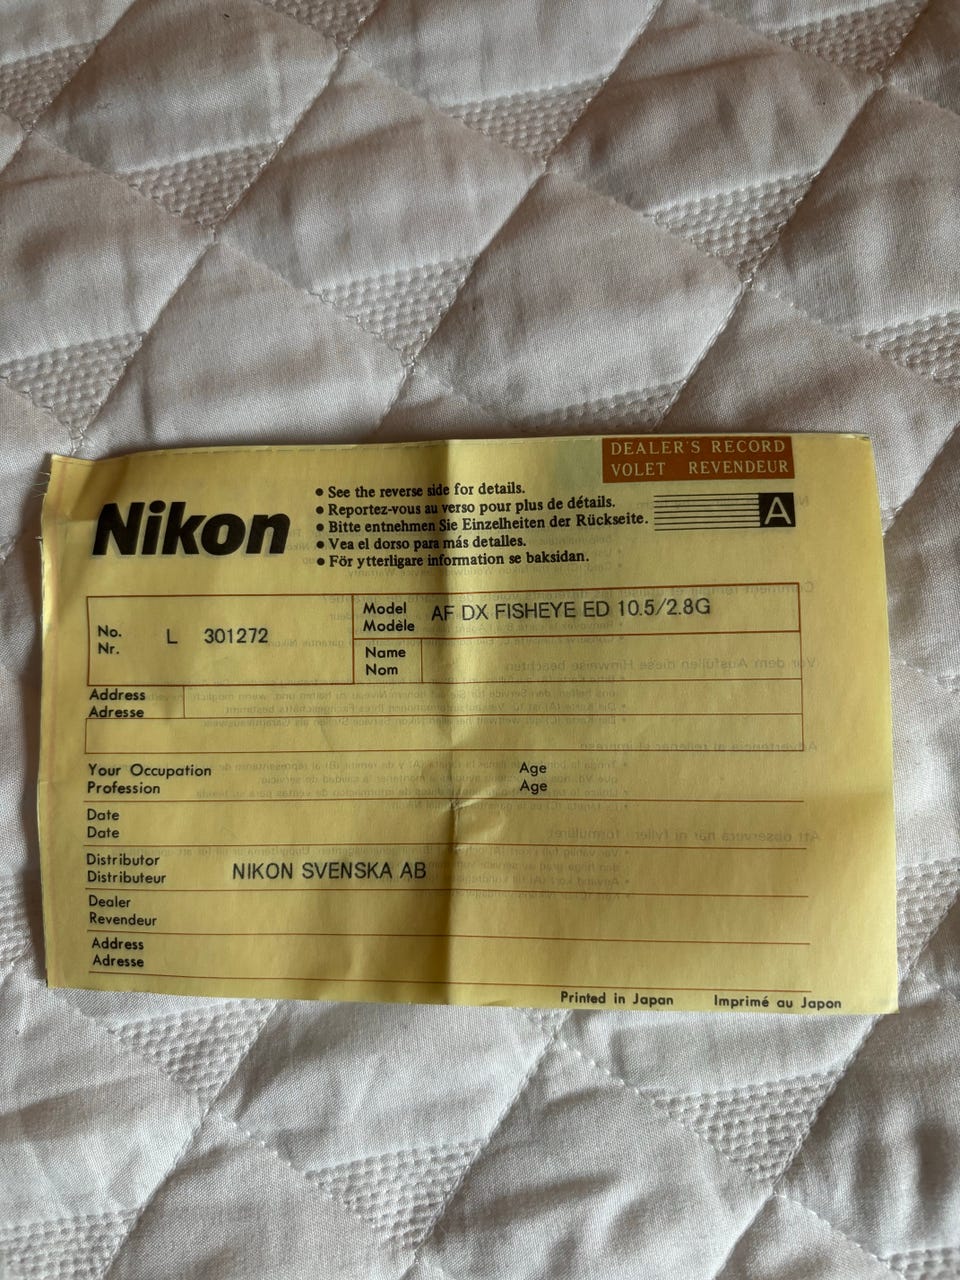 DEALER'S RECORD
VOLET REVENDEUR
Nikon
• See the reverse side for details.
• Reportez-vous au verso pour plus de détails.
• Bitte entnehmen Sie Einzelheiten der Rückseite.
• Vea el dorso para más detalles.
• För ytterligare information se baksidan.
A
No.
Nr.
L 301272
Model
Modèle
AF DX FISHEYE ED 10.5/2.8G
Name
Nom
Address
Adresse
Your Occupation
Profession
Age
Age
Date
Date
Distributor
Distributeur
NIKON SVENSKA AB
Dealer
Revendeur
Address
Adresse
Printed in Japan Imprimé au Japon